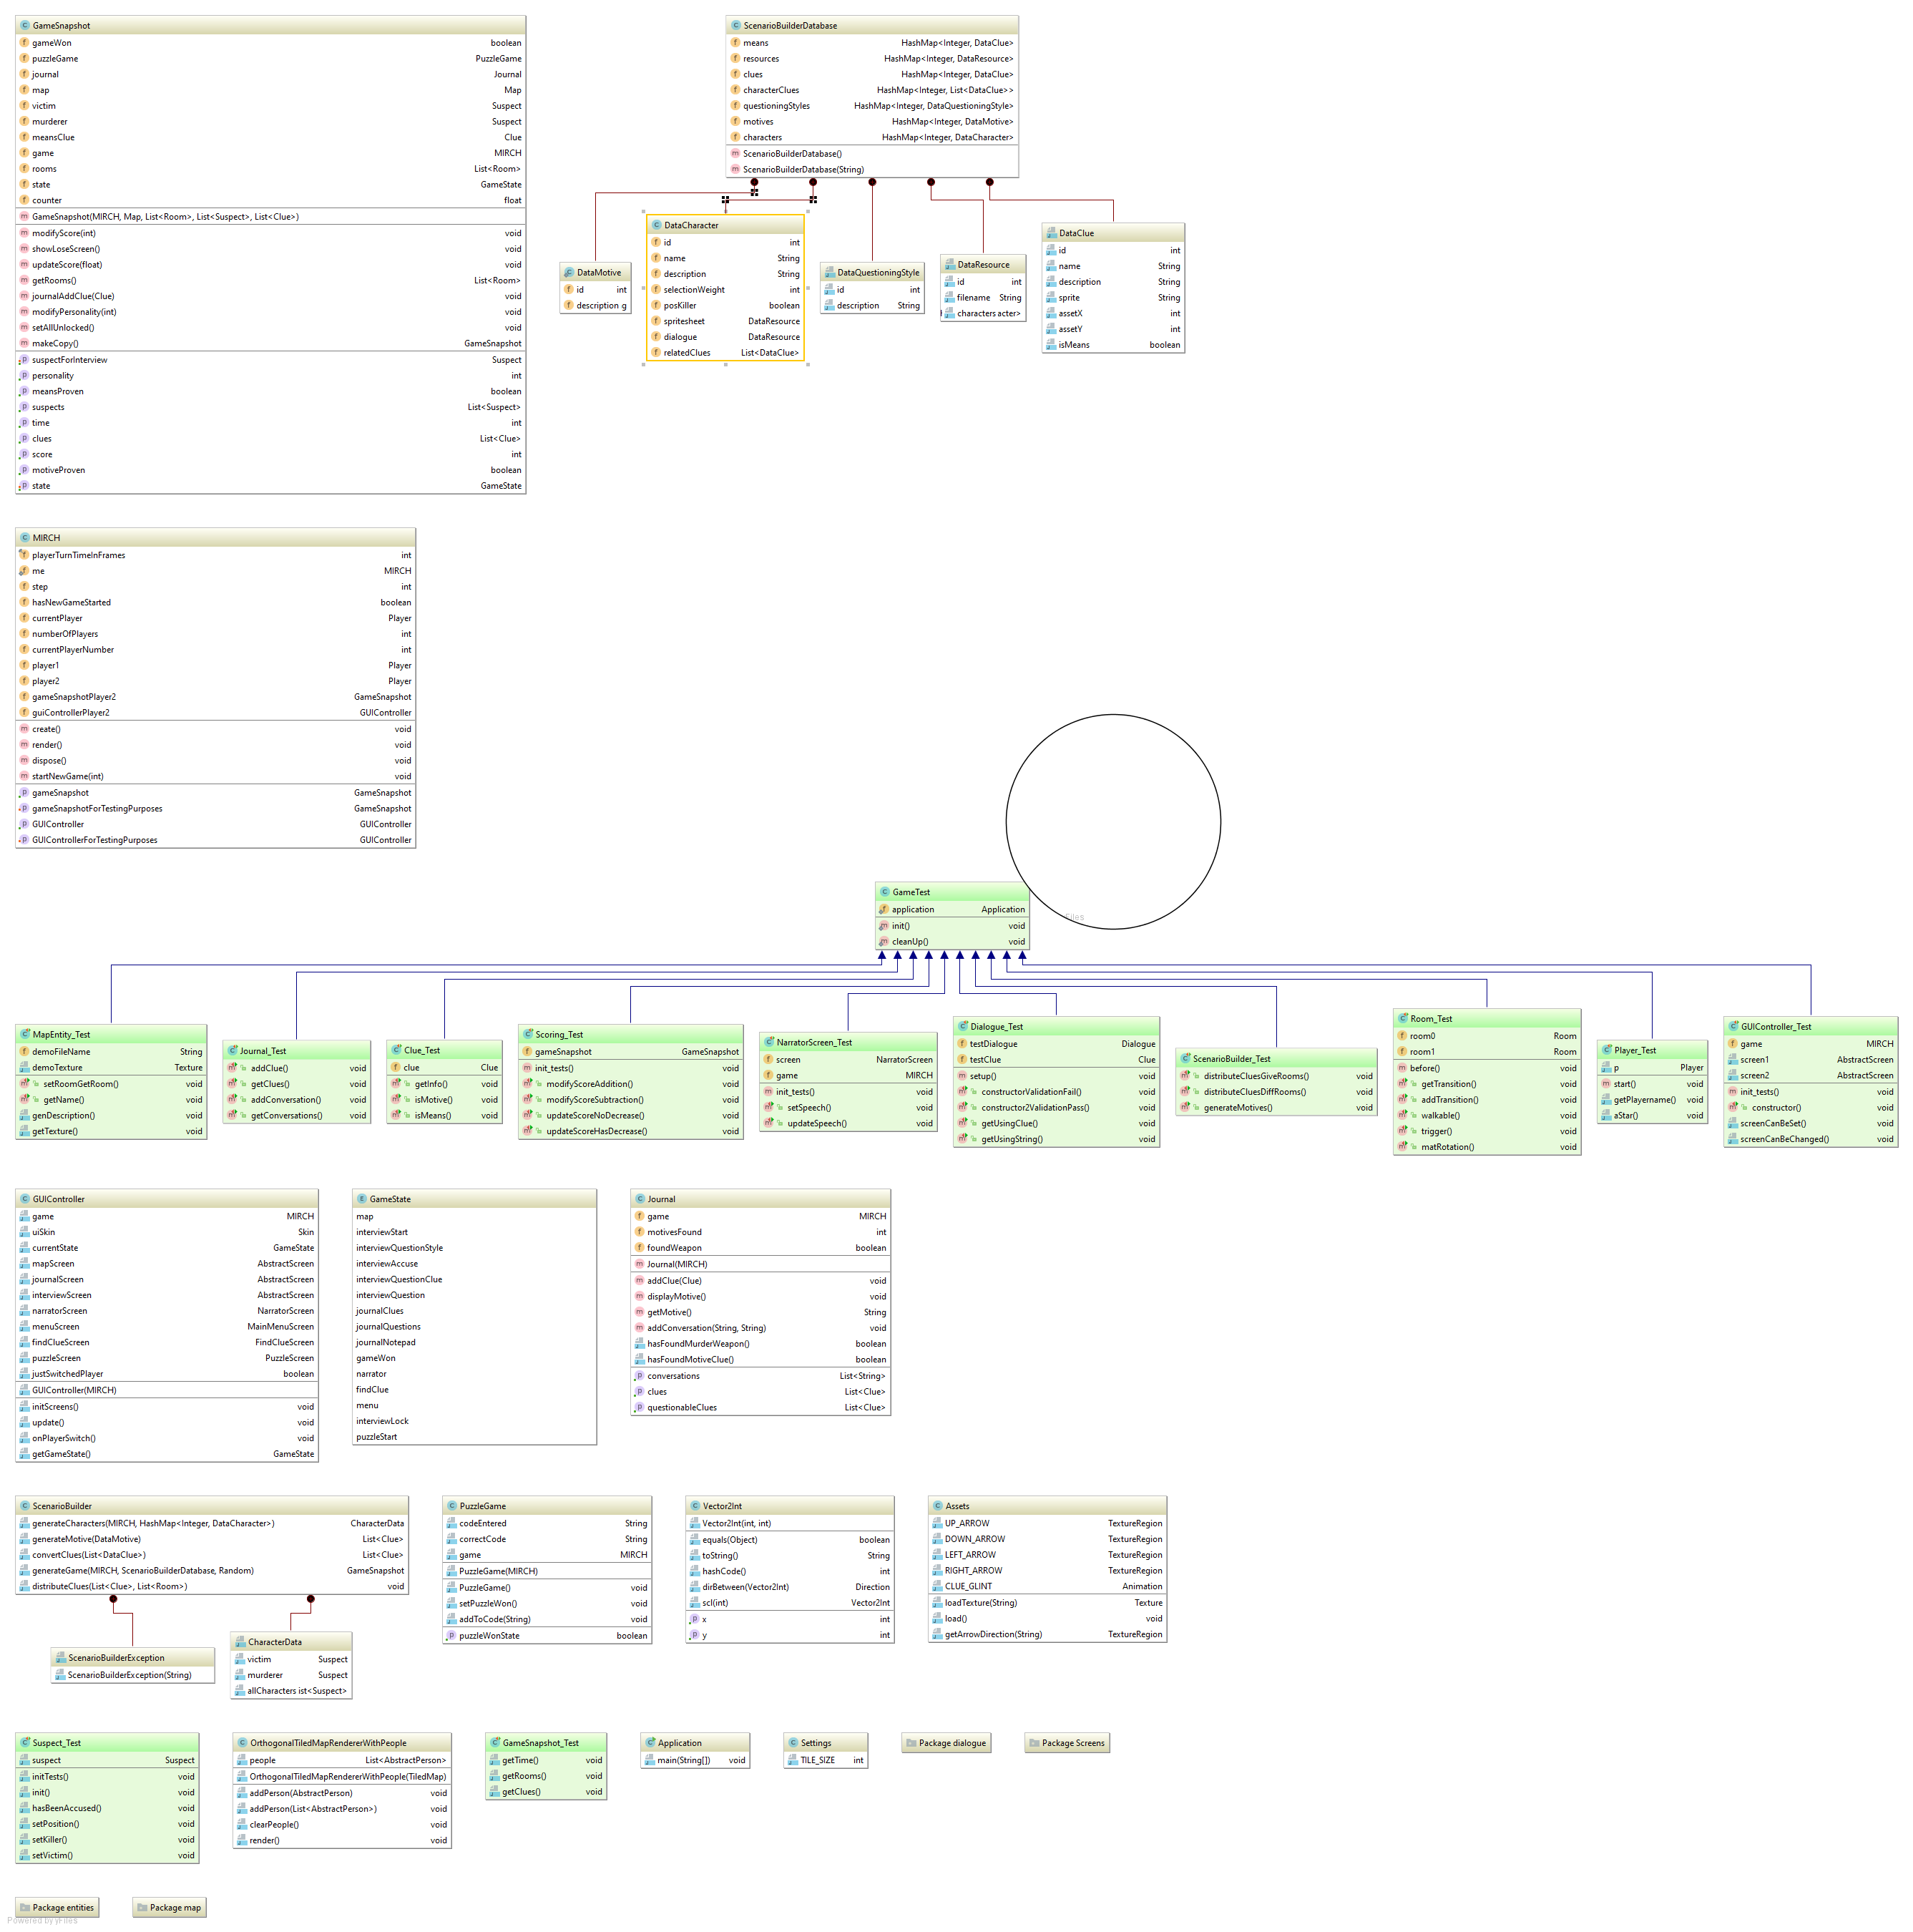 GameSnapshot
gameWon boolean
puzzleGame PuzzleGame
journal Journal
map Map
victim Suspect
murderer Suspect
meansClue Clue
game MIRCH
rooms List<Room>
state GameState
counter float
GameSnapshot(MIRCH, Map, List<Room>, List<Suspect>, List<Clue>)
modifyScore(int) void
showLoseScreen() void
updateScore(float) void
getRooms() List<Room>
journalAddClue(Clue) void
modifyPersonality(int) void
setAllUnlocked() void
makeCopy() GameSnapshot
suspectForInterview Suspect
personality int
meansProven boolean
suspects List<Suspect>
time int
clues List<Clue>
score int
motiveProven boolean
state GameState
ScenarioBuilderDatabase
means HashMap<Integer, DataClue>
resources HashMap<Integer, DataResource>
clues HashMap<Integer, DataClue>
characterClues HashMap<Integer, List<DataClue>>
questioningStyles HashMap<Integer, DataQuestioningStyle>
motives HashMap<Integer, DataMotive>
characters HashMap<Integer, DataCharacter>
ScenarioBuilderDatabase()
ScenarioBuilderDatabase(String)
DataMotive
id int
description g
DataCharacter
id int
name String
description String
selectionWeight int
posKiller boolean
spritesheet DataResource
dialogue DataResource
relatedClues List<DataClue>
DataQuestioningStyle
id int
description String
DataResource
id int
filename String
characters acter>
DataClue
id int
name String
description String
sprite String
assetX int
assetY int
isMeans boolean
MIRCH
playerTurnTimeInFrames int
me MIRCH
step int
hasNewGameStarted boolean
currentPlayer Player
numberOfPlayers int
currentPlayerNumber int
player1 Player
player2 Player
gameSnapshotPlayer2 GameSnapshot
guiControllerPlayer2 GUIController
create() void
render() void
dispose() void
startNewGame(int) void
gameSnapshot GameSnapshot
gameSnapshotForTestingPurposes GameSnapshot
GUIController GUIController
GUIControllerForTestingPurposes GUIController
GameTest
application Application
init() void
cleanUp() void
Files
MapEntity_Test
demoFileName String
demoTexture Texture
setRoomGetRoom() void
getName() void
genDescription() void
getTexture() void
Journal_Test
addClue() void
getClues() void
addConversation() void
getConversations() void
Clue_Test
clue Clue
getInfo() void
isMotive() void
isMeans() void
Scoring_Test
gameSnapshot GameSnapshot
init_tests() void
modifyScoreAddition() void
modifyScoreSubtraction() void
updateScoreNoDecrease() void
updateScoreHasDecrease() void
NarratorScreen_Test
screen NarratorScreen
game MIRCH
init_tests() void
setSpeech() void
updateSpeech() void
Dialogue_Test
testDialogue Dialogue
testClue Clue
setup() void
constructorValidationFail() void
constructor2ValidationPass() void
getUsingClue() void
getUsingString() void
ScenarioBuilder_Test
distributeCluesGiveRooms() void
distributeCluesDiffRooms() void
generateMotives() void
Room_Test
room0 Room
room1 Room
before() void
getTransition() void
addTransition() void
walkable() void
trigger() void
matRotation() void
Player_Test
p Player
start() void
getPlayername() void
aStar() void
GUIController_Test
game MIRCH
screen1 AbstractScreen
screen2 AbstractScreen
init_tests() void
constructor() void
screenCanBeSet() void
screenCanBeChanged() void
GUIController
game MIRCH
uiSkin Skin
currentState GameState
mapScreen AbstractScreen
journalScreen AbstractScreen
interviewScreen AbstractScreen
narratorScreen NarratorScreen
menuScreen MainMenuScreen
findClueScreen FindClueScreen
puzzleScreen PuzzleScreen
justSwitchedPlayer boolean
GUIController(MIRCH)
initScreens() void
update() void
onPlayerSwitch() void
getGameState() GameState
GameState
map
interviewStart
interviewQuestionStyle
interviewAccuse
interviewQuestionClue
interviewQuestion
journalClues
journalQuestions
journalNotepad
gameWon
narrator
findClue
menu
interviewLock
puzzleStart
Journal
game MIRCH
motivesFound int
foundWeapon boolean
Journal(MIRCH)
addClue(Clue) void
displayMotive() void
getMotive() String
addConversation(String, String) void
hasFoundMurderWeapon() boolean
hasFoundMotiveClue() boolean
conversations List<String>
clues List<Clue>
questionableClues List<Clue>
ScenarioBuilder
generateCharacters(MIRCH, HashMap<Integer, DataCharacter>) CharacterData
generateMotive(DataMotive) List<Clue>
convertClues(List<DataClue>) List<Clue>
generateGame(MIRCH, ScenarioBuilderDatabase, Random) GameSnapshot
distributeClues(List<Clue>, List<Room>) void
ScenarioBuilderException
ScenarioBuilderException(String)
CharacterData
victim Suspect
murderer Suspect
allCharacters ist<Suspect>
PuzzleGame
codeEntered String
correctCode String
game MIRCH
PuzzleGame(MIRCH)
PuzzleGame() void
setPuzzleWon() void
addToCode(String) void
puzzleWonState boolean
Vector2Int
Vector2Int(int, int)
equals(Object) boolean
toString() String
hashCode() int
dirBetween(Vector2Int) Direction
scl(int) Vector2Int
x int
y int
Assets
UP_ARROW TextureRegion
DOWN_ARROW TextureRegion
LEFT_ARROW TextureRegion
RIGHT_ARROW TextureRegion
CLUE_GLINT Animation
loadTexture(String) Texture
load() void
getArrowDirection(String) TextureRegion
Suspect_Test
suspect Suspect
initTests() void
init() void
hasBeenAccused() void
setPosition() void
setKiller() void
setVictim() void
OrthogonalTiledMapRendererWithPeople
people List<AbstractPerson>
OrthogonalTiledMapRendererWithPeople(TiledMap)
addPerson(AbstractPerson) void
addPerson(List<AbstractPerson>) void
clearPeople() void
render() void
GameSnapshot_Test
getTime() void
getRooms() void
getClues() void
Application
main(String[]) void
Settings
TILE_SIZE int
Package dialogue
Package Screens
Package entities
Package map
Powered by yFiles